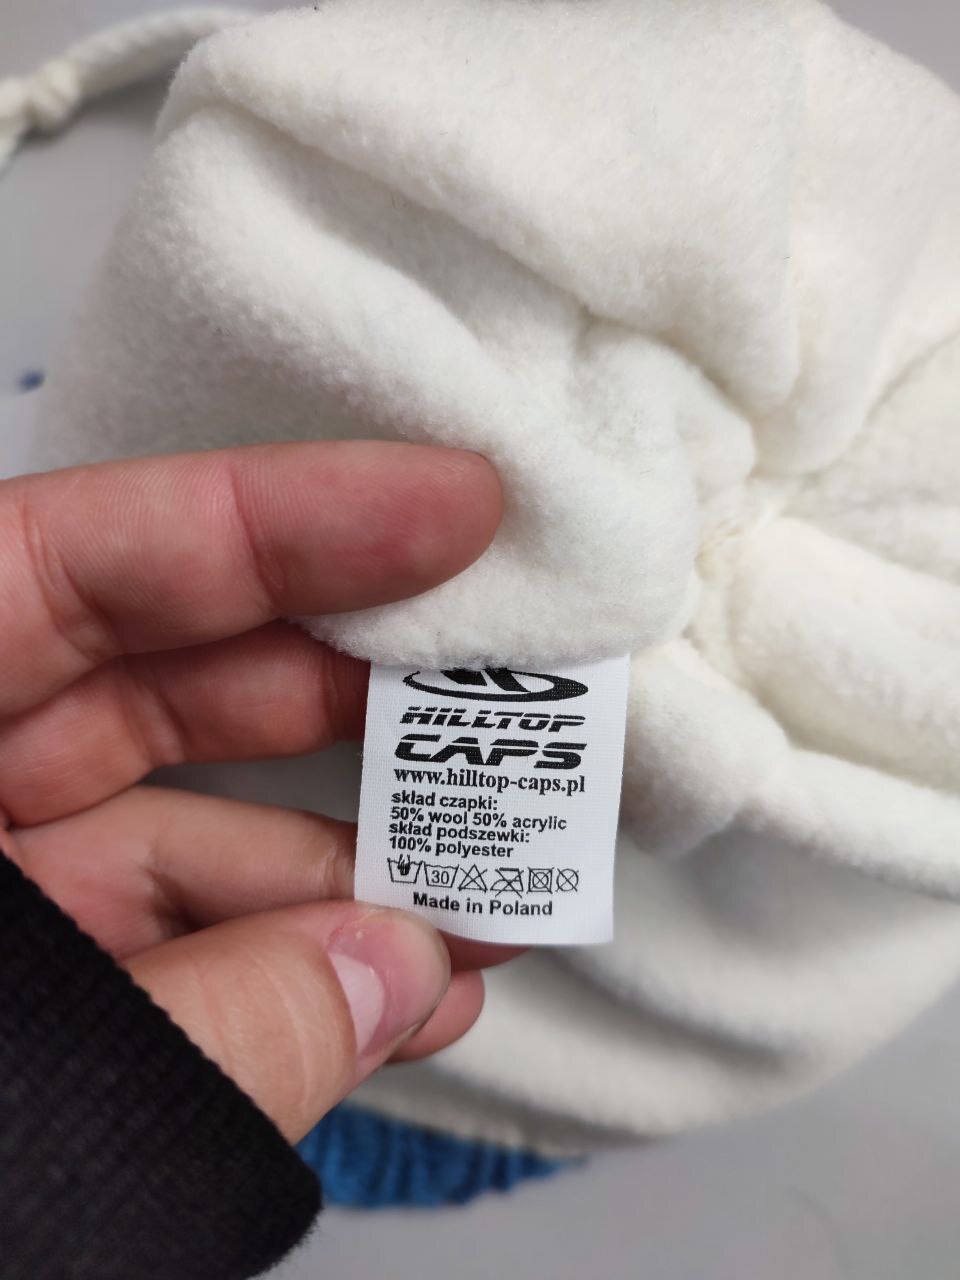 HILLTOP
CAPS
www.hilltop-caps.pl
skład czapki:
50% wool 50% acrylic
skład podszewki:
100% polyester
30
Made in Poland